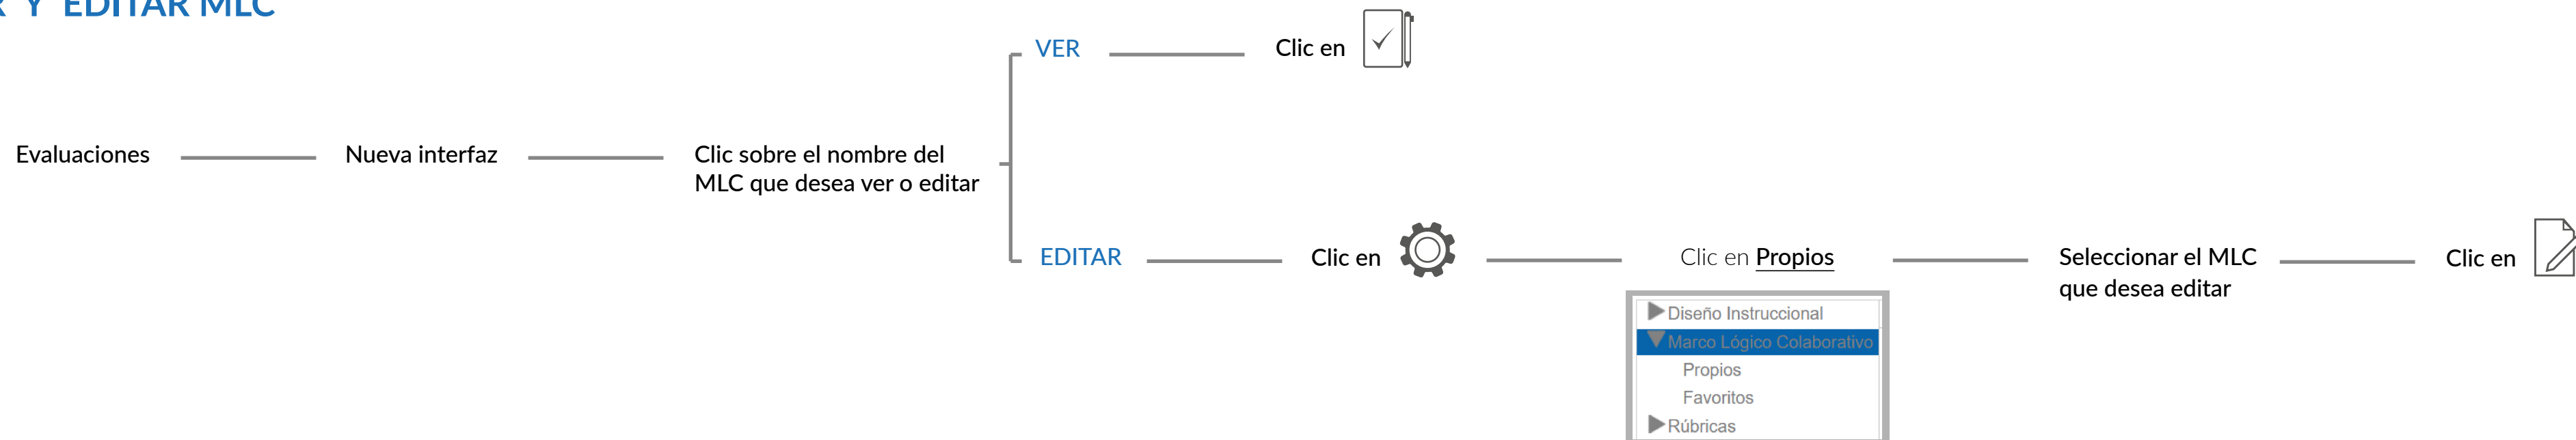 Y EDITAR MLC
VER
Clic en
Evaluaciones
Nueva interfaz
Clic sobre el nombre del
MLC que desea ver o editar
EDITAR
Clic en
Clic en Propios
Seleccionar el MLC
que desea editar
Clic en
Diseño Instruccional
Marco Lógico Colaborativo
Propios
Favoritos
Rúbricas